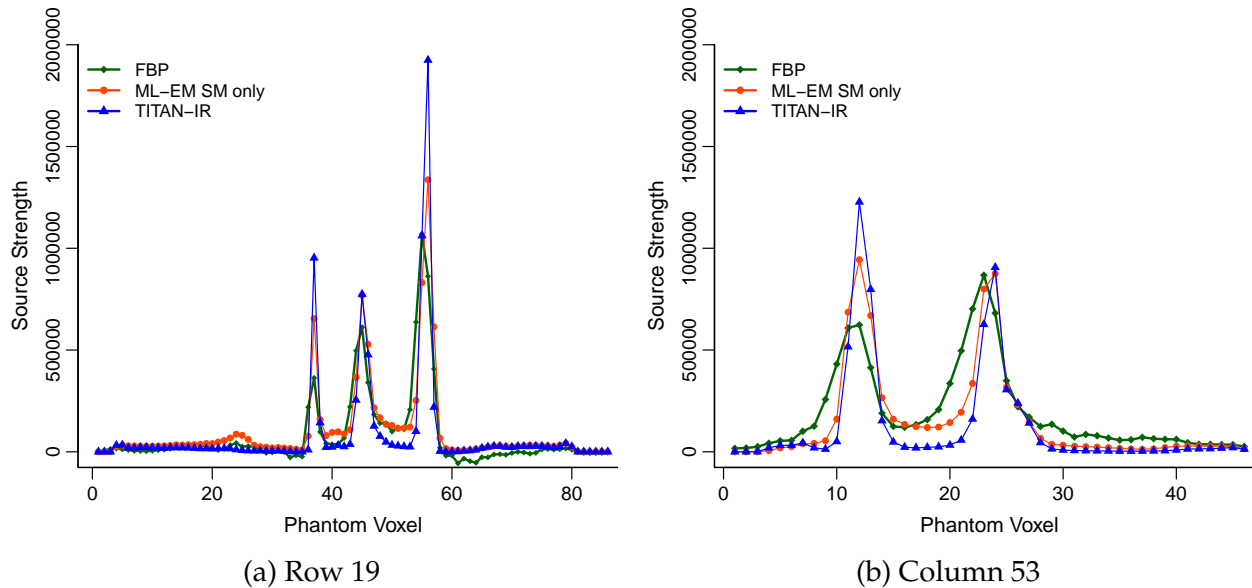 2000000
1500000
1000000
500000
0
Source Strength
FBP
ML−EM SM only
TITAN−IR
0 20 40 60 80
Phantom Voxel
(a) Row 19
2000000
1500000
1000000
500000
0
Source Strength
FBP
ML−EM SM only
TITAN−IR
0 10 20 30 40
Phantom Voxel
(b) Column 53